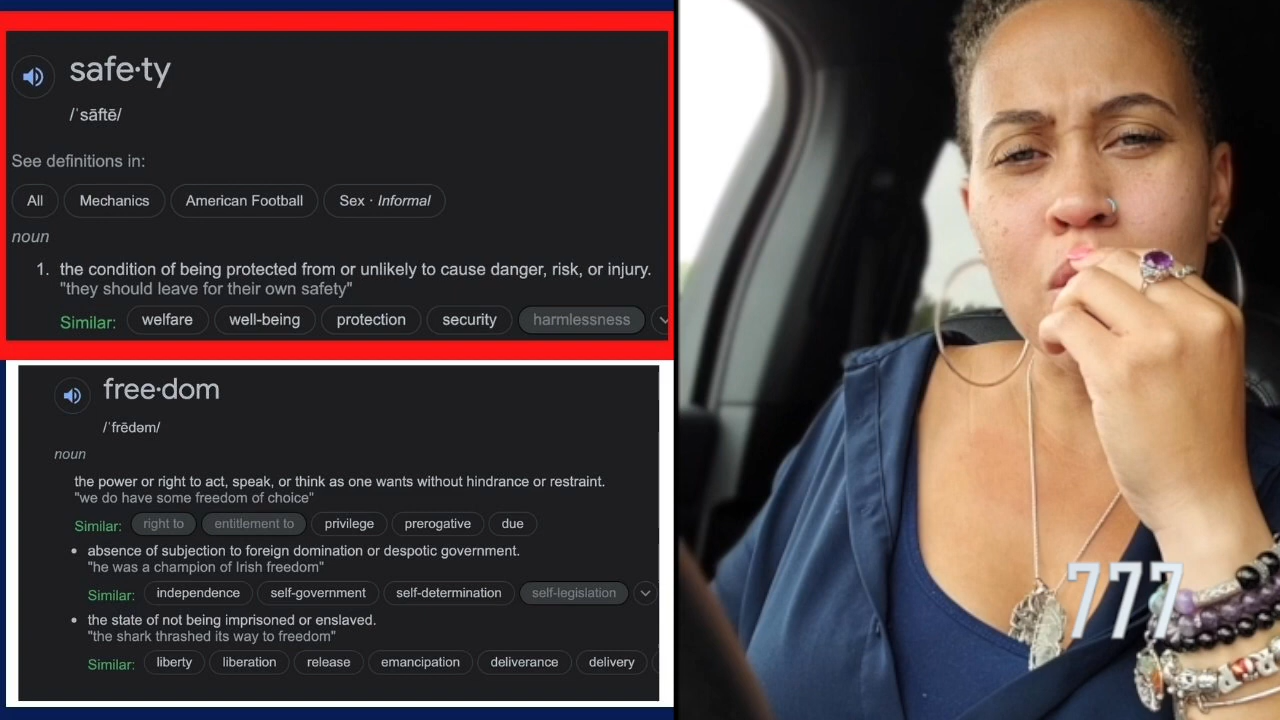 safe·ty
/ˈsāftē/
See definitions in:
All Mechanics American Football Sex · Informal
noun
1. the condition of being protected from or unlikely to cause danger, risk, or injury.
"they should leave for their own safety"
Similar: welfare well-being protection security harmlessness
free·dom
/ˈfrēdəm/
noun
the power or right to act, speak, or think as one wants without hindrance or restraint.
"we do have some freedom of choice"
Similar: right to entitlement to privilege prerogative due
• absence of subjection to foreign domination or despotic government.
"he was a champion of Irish freedom"
Similar: independence self-government self-determination self-legislation
• the state of not being imprisoned or enslaved.
"the shark thrashed its way to freedom"
Similar: liberty liberation release emancipation deliverance delivery
777